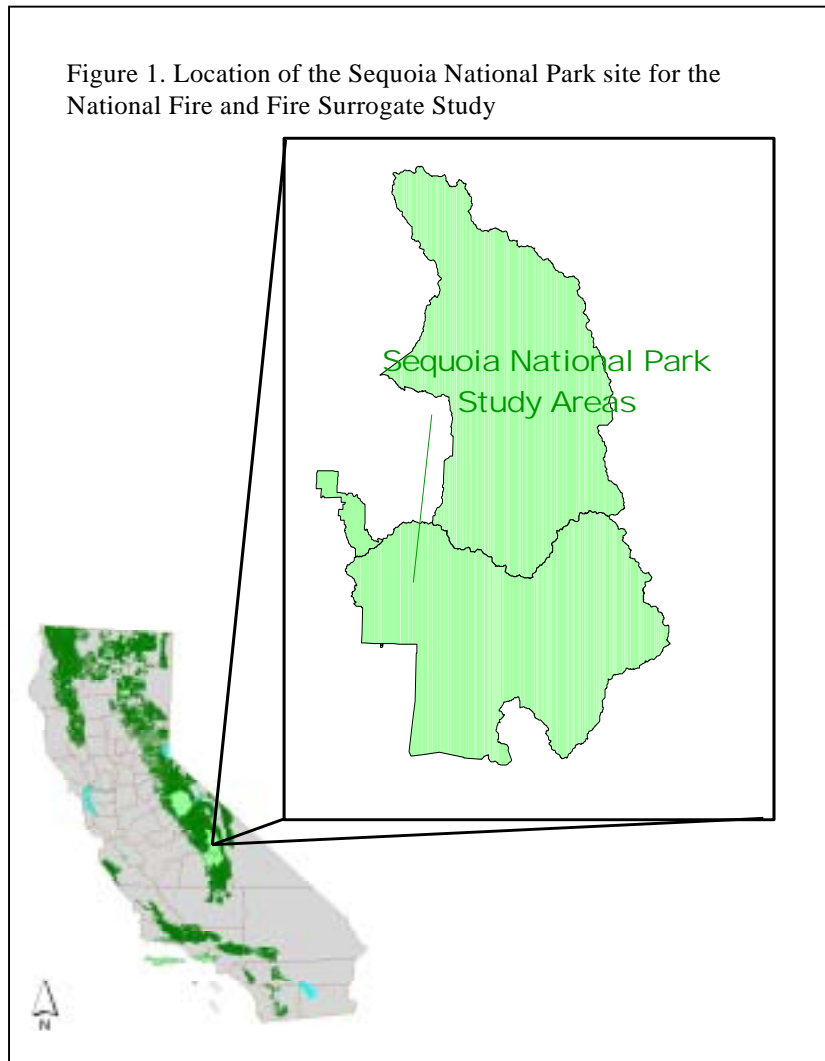 Figure 1. Location of the Sequoia National Park site for the
National Fire and Fire Surrogate Study
Sequoia National Park
Study Areas
N